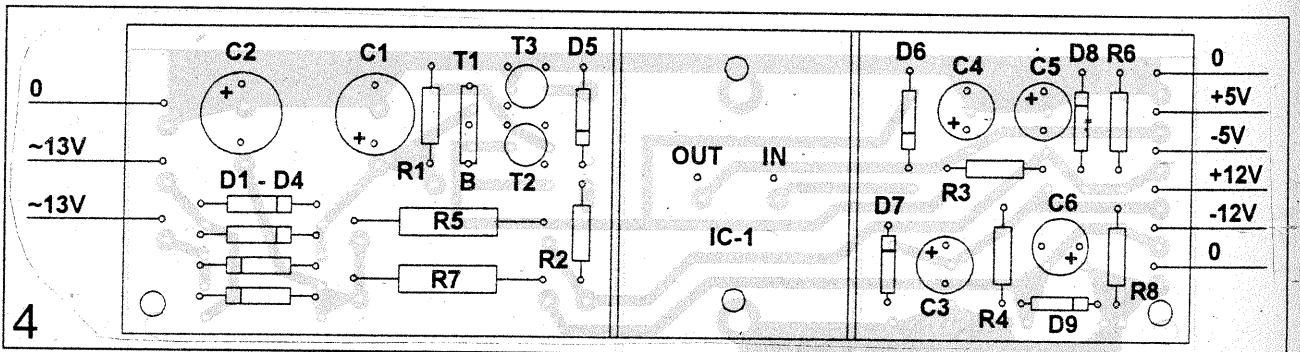 C2 C1 T1 T3 D5 D6 C4 C5 D8 R6
0 0
+5V
~13V -5V
OUT IN
R1 B T2 R3 +12V
D1 - D4
~13V D7 C6 -12V
R5
IC-1 0
R2
R7
C3 R4 D9 R8
4